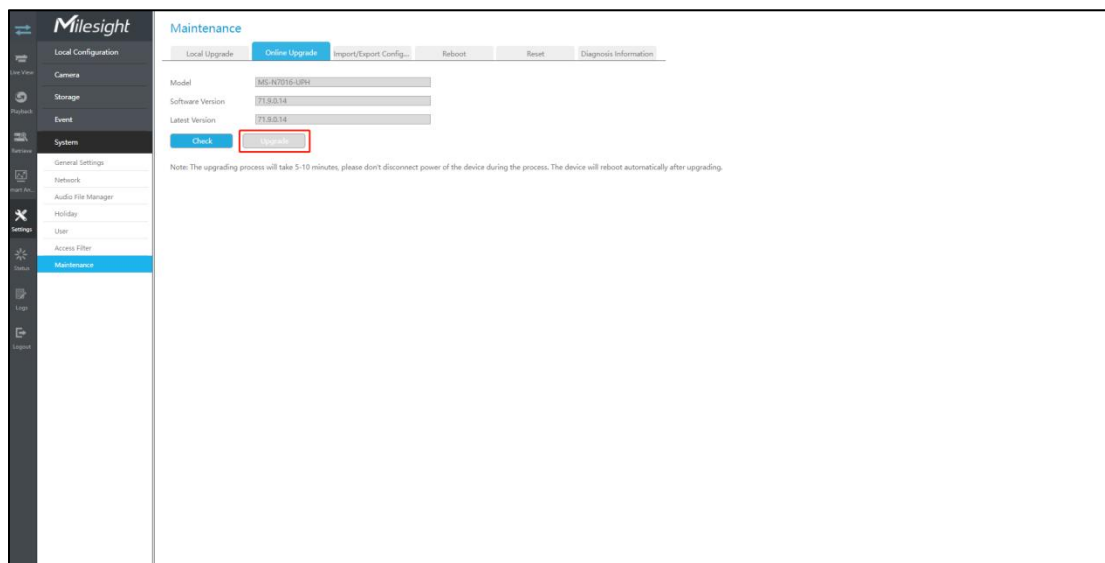 Milesight
Live View
Playback
Retrieve
Settings
Status
Logs
Logout
Local Configuration
Camera
Storage
Event
System
General Settings
Network
Audio File Manager
Holiday
User
Access Filter
Maintenance
Maintenance
Local Upgrade
Online Upgrade
Import/Export Config...
Reboot
Reset
Diagnosis Information
Model
MS-N7016-UPH
Software Version
71.9.0.14
Latest Version
71.9.0.14
Check
Upgrade
Note: The upgrading process will take 5-10 minutes, please don't disconnect power of the device during the process. The device will reboot automatically after upgrading.